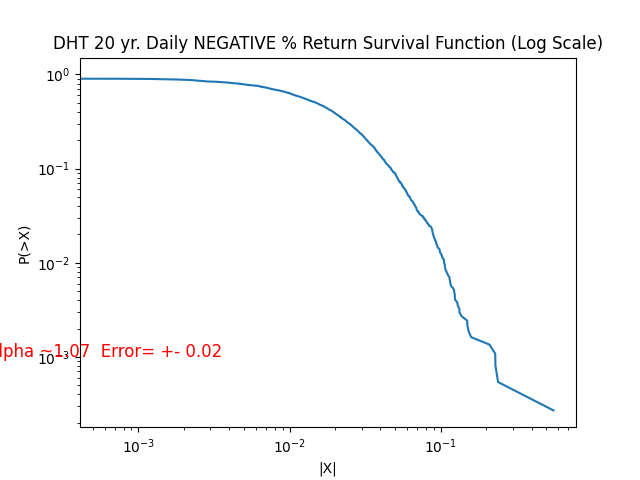 DHT 20 yr. Daily NEGATIVE % Return Survival Function (Log Scale)
10⁰
10⁻¹
10⁻²
10⁻³
P(>X)
lpha ~1.07 Error= +- 0.02
10⁻³ 10⁻² 10⁻¹
|X|